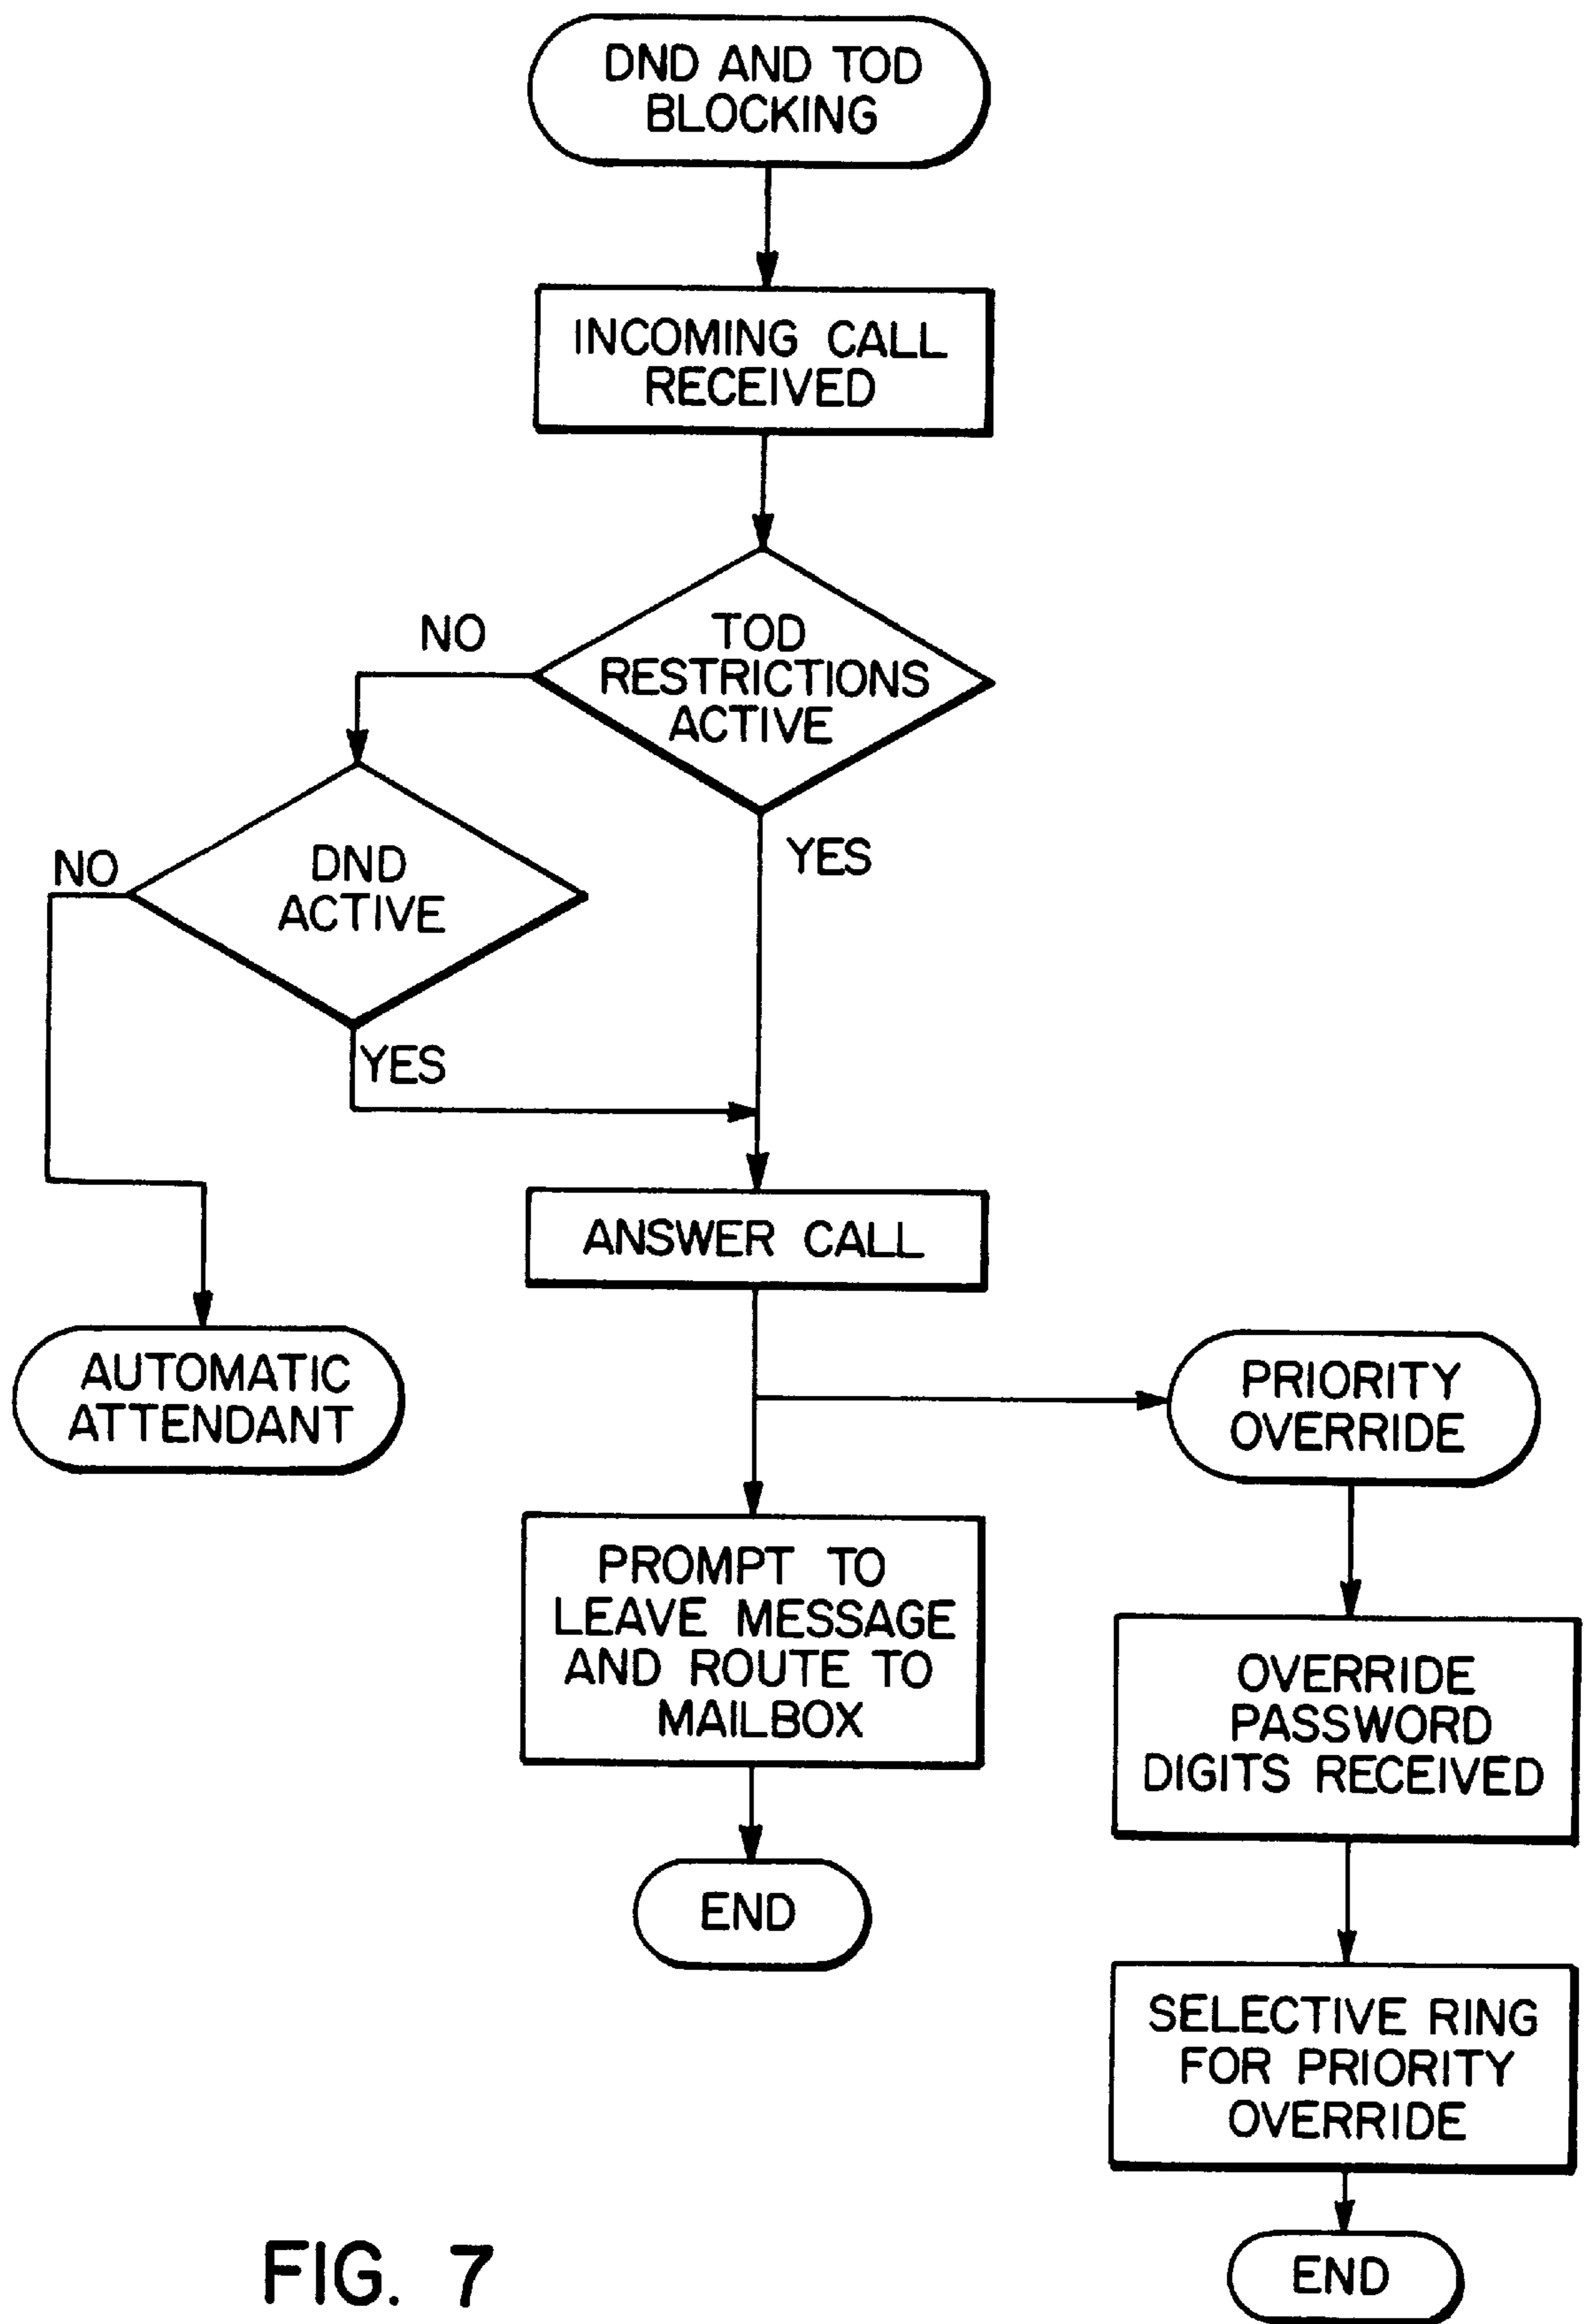 DND AND TOD
BLOCKING
INCOMING CALL
RECEIVED
NO
TOD
RESTRICTIONS
ACTIVE
YES
NO
DND
ACTIVE
YES
ANSWER CALL
AUTOMATIC
ATTENDANT
PRIORITY
OVERRIDE
PROMPT TO
LEAVE MESSAGE
AND ROUTE TO
MAILBOX
OVERRIDE
PASSWORD
DIGITS RECEIVED
END
SELECTIVE RING
FOR PRIORITY
OVERRIDE
END
FIG. 7